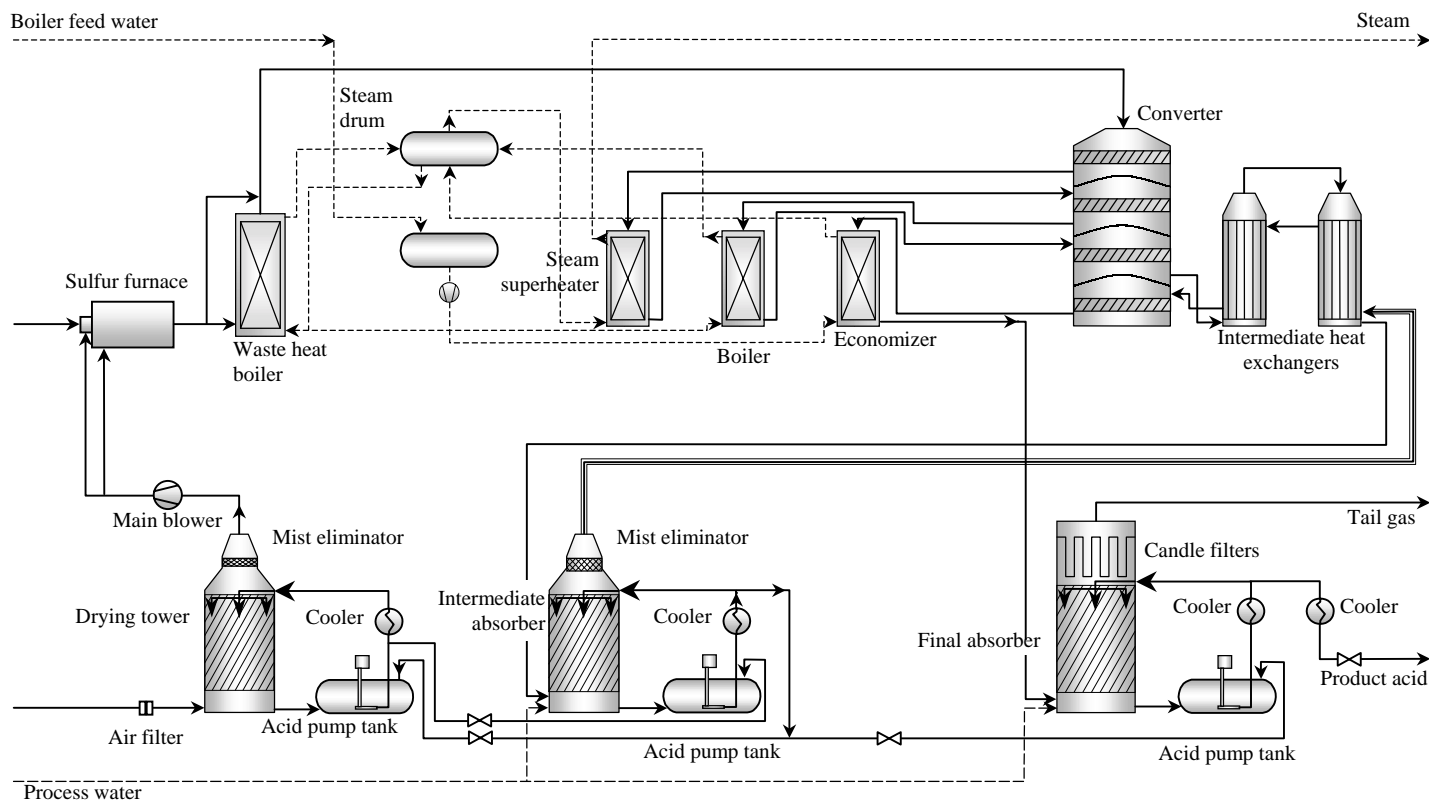 Boiler feed water
Steam
Steam
drum
Converter
Sulfur furnace
Steam
superheater
Waste heat
boiler
Boiler
Economizer
Intermediate heat
exchangers
Main blower
Mist eliminator
Mist eliminator
Tail gas
Candle filters
Drying tower
Cooler
Intermediate
absorber
Cooler
Cooler
Cooler
Final absorber
Product acid
Air filter
Acid pump tank
Acid pump tank
Acid pump tank
Process water